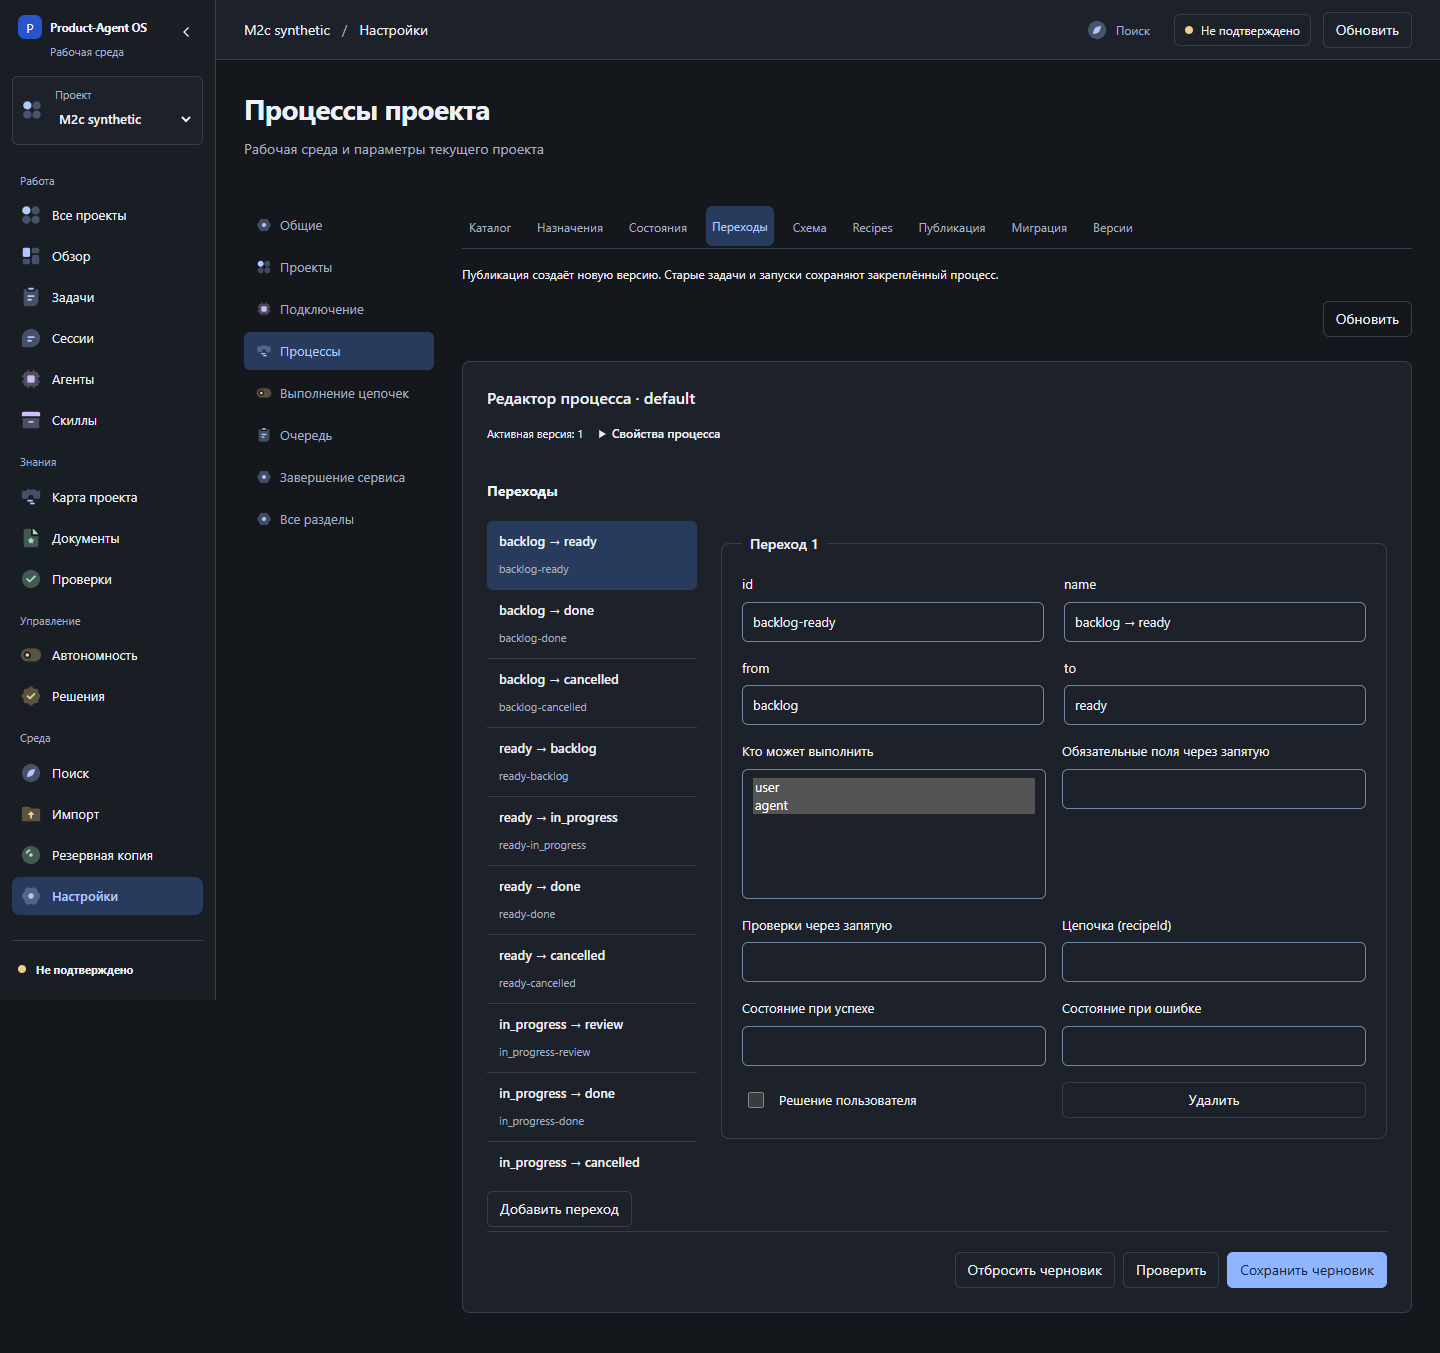 P
Product-Agent OS
Рабочая среда
Проект
M2c synthetic
Работа
Все проекты
Обзор
Задачи
Сессии
Агенты
Скиллы
Знания
Карта проекта
Документы
Проверки
Управление
Автономность
Решения
Среда
Поиск
Импорт
Резервная копия
Настройки
Не подтверждено
M2c synthetic / Настройки
Поиск
Не подтверждено
Обновить
Процессы проекта
Рабочая среда и параметры текущего проекта
Общие
Проекты
Подключение
Процессы
Выполнение цепочек
Очередь
Завершение сервиса
Все разделы
Каталог Назначения Состояния Переходы Схема Recipes Публикация Миграция Версии
Публикация создаёт новую версию. Старые задачи и запуски сохраняют закреплённый процесс.
Обновить
Редактор процесса · default
Активная версия: 1 ▶ Свойства процесса
Переходы
backlog → ready
backlog-ready
backlog → done
backlog-done
backlog → cancelled
backlog-cancelled
ready → backlog
ready-backlog
ready → in_progress
ready-in_progress
ready → done
ready-done
ready → cancelled
ready-cancelled
in_progress → review
in_progress-review
in_progress → done
in_progress-done
in_progress → cancelled
Добавить переход
Переход 1
id
backlog-ready
name
backlog → ready
from
backlog
to
ready
Кто может выполнить
user
agent
Обязательные поля через запятую
Проверки через запятую
Цепочка (recipeId)
Состояние при успехе
Состояние при ошибке
Решение пользователя
Удалить
Отбросить черновик
Проверить
Сохранить черновик